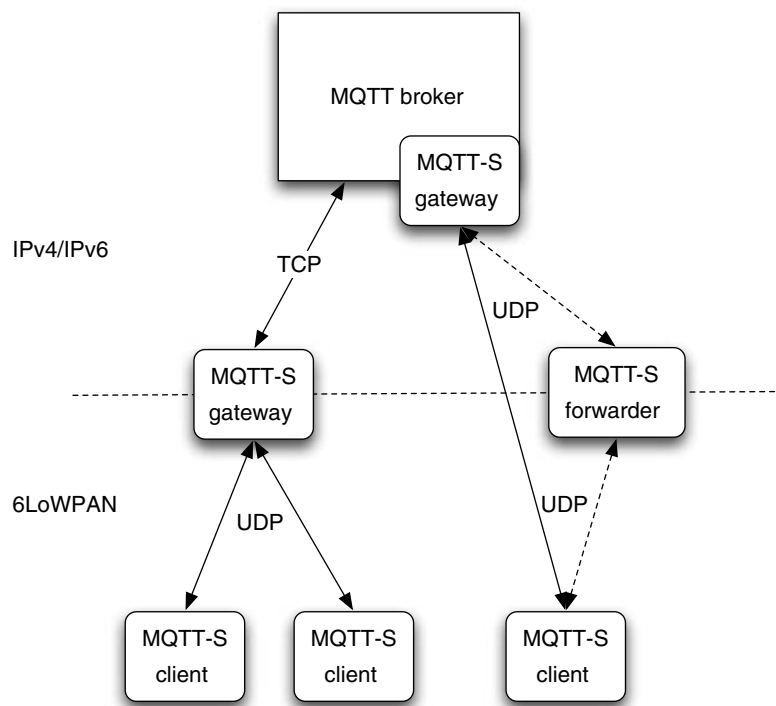 MQTT broker
MQTT-S
gateway
IPv4/IPv6
TCP
UDP
MQTT-S
gateway
MQTT-S
forwarder
6LoWPAN
UDP
UDP
MQTT-S
client
MQTT-S
client
MQTT-S
client